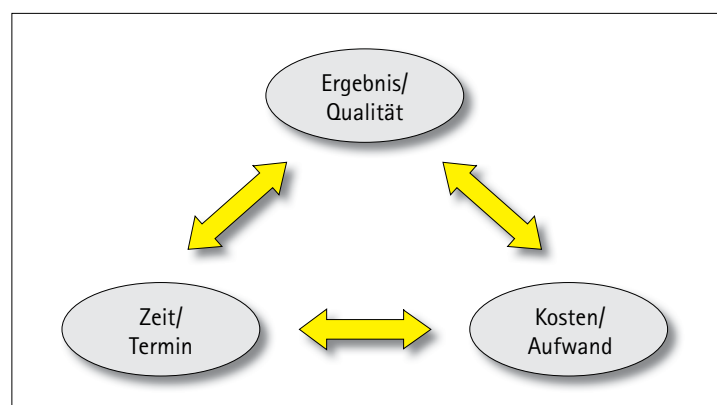 Ergebnis/
Qualität
Zeit/
Termin
Kosten/
Aufwand